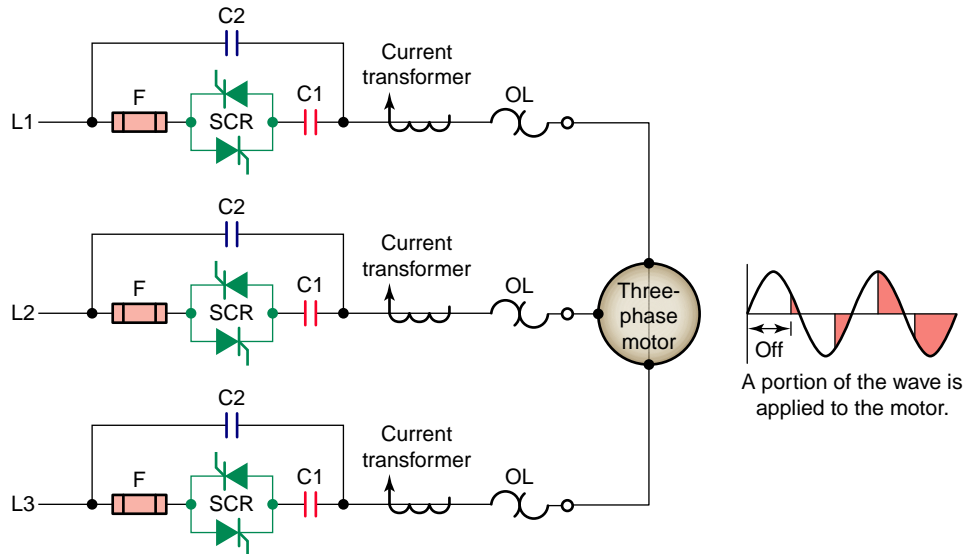 C2
Current
transformer
F
C1
OL
L1
SCR
C2
Current
transformer
F
C1
OL
L2
SCR
Three-
phase
motor
Off
A portion of the wave is
applied to the motor.
C2
Current
transformer
F
C1
OL
L3
SCR